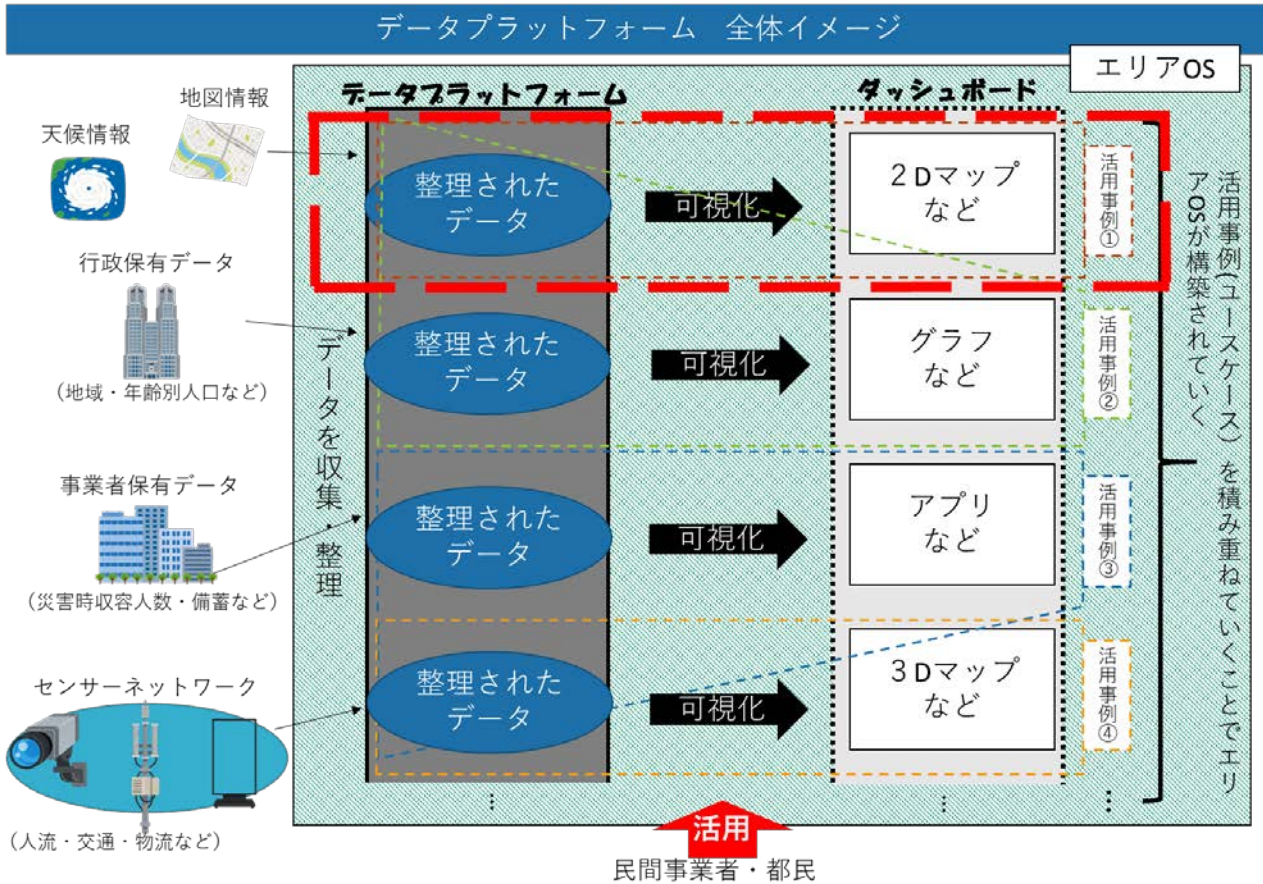 データプラットフォーム 全体イメージ
エリアOS
地図情報
天候情報
行政保有データ
(地域・年齢別人口など)
事業者保有データ
(災害時収容人数・備蓄など)
センサーネットワーク
(人流・交通・物流など)
データプラットフォーム
ダッシュボード
データを収集・整理
整理された
データ
可視化
2Dマップ
など
活用事例①
整理された
データ
可視化
グラフ
など
活用事例②
整理された
データ
可視化
アプリ
など
活用事例③
整理された
データ
可視化
3Dマップ
など
活用事例④
…
…
…
活用事例(ユースケース)を積み重ねていくことでエリ
アOSが構築されていく
活用
民間事業者・都民